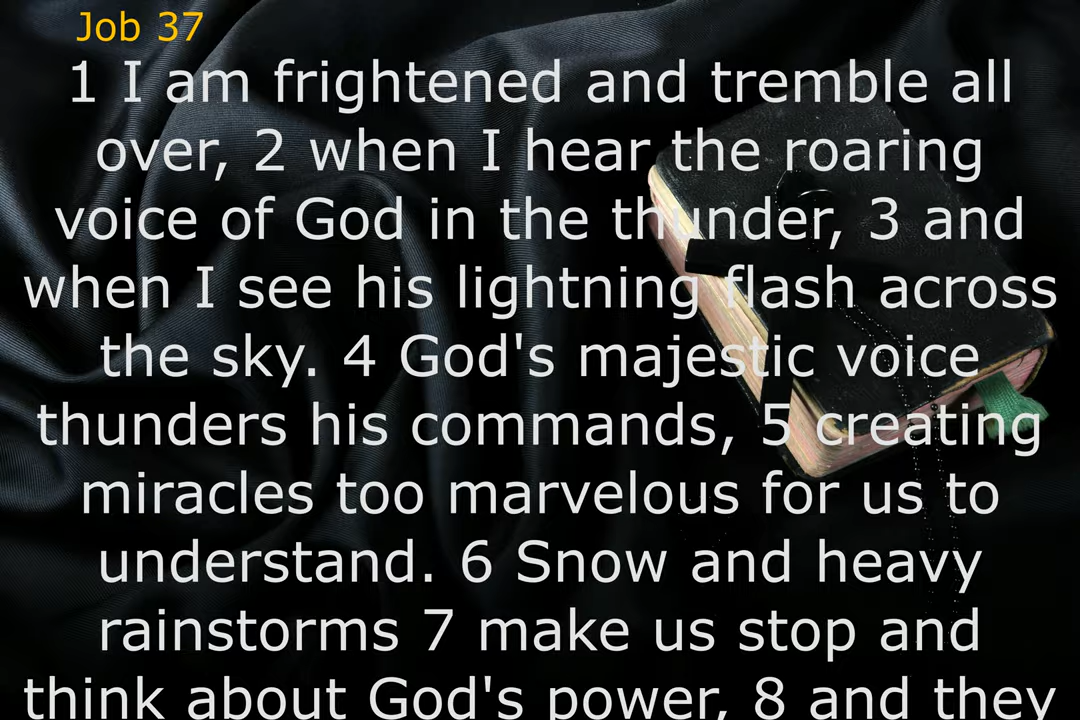 Job 37
1 I am frightened and tremble all
over, 2 when I hear the roaring
voice of God in the thunder, 3 and
when I see his lightning flash across
the sky. 4 God's majestic voice
thunders his commands, 5 creating
miracles too marvelous for us to
understand. 6 Snow and heavy
rainstorms 7 make us stop and
think about God's power, 8 and they